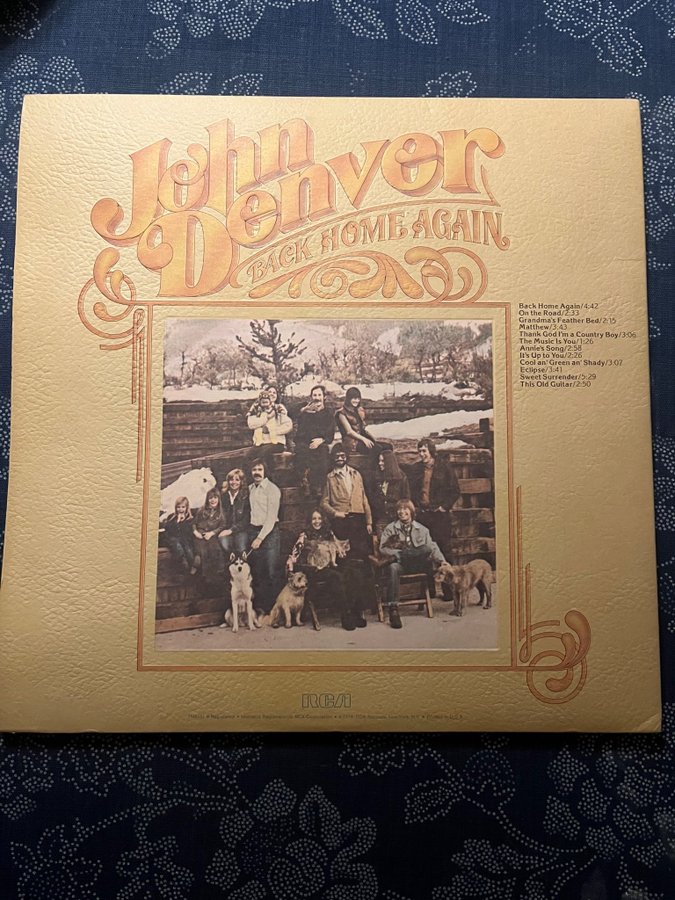 John
Denver
BACK HOME AGAIN
Back Home Again/4:42
On the Road/2:33
Grandma's Feather Bed/2:15
Matthew/3:43
Thank God I'm a Country Boy/3:06
The Music Is You/1:26
Annie's Song/2:58
It's Up to You/2:26
Cool an' Green an' Shady/3:07
Eclipse/3:41
Sweet Surrender/5:29
This Old Guitar/2:50
RCA